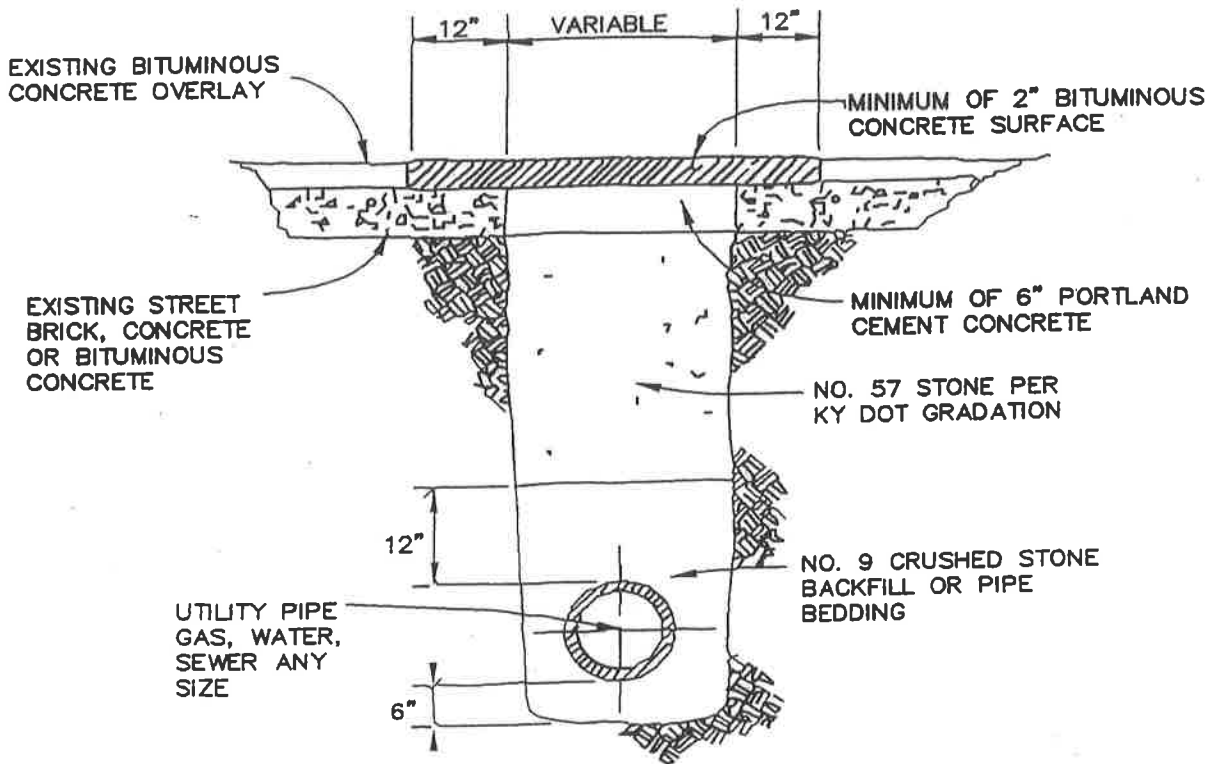 12"
VARIABLE
12"
EXISTING BITUMINOUS
CONCRETE OVERLAY
MINIMUM OF 2" BITUMINOUS
CONCRETE SURFACE
EXISTING STREET
BRICK, CONCRETE
OR BITUMINOUS
CONCRETE
MINIMUM OF 6" PORTLAND
CEMENT CONCRETE
NO. 57 STONE PER
KY DOT GRADATION
12"
NO. 9 CRUSHED STONE
BACKFILL OR PIPE
BEDDING
UTILITY PIPE
GAS, WATER,
SEWER ANY
SIZE
6"